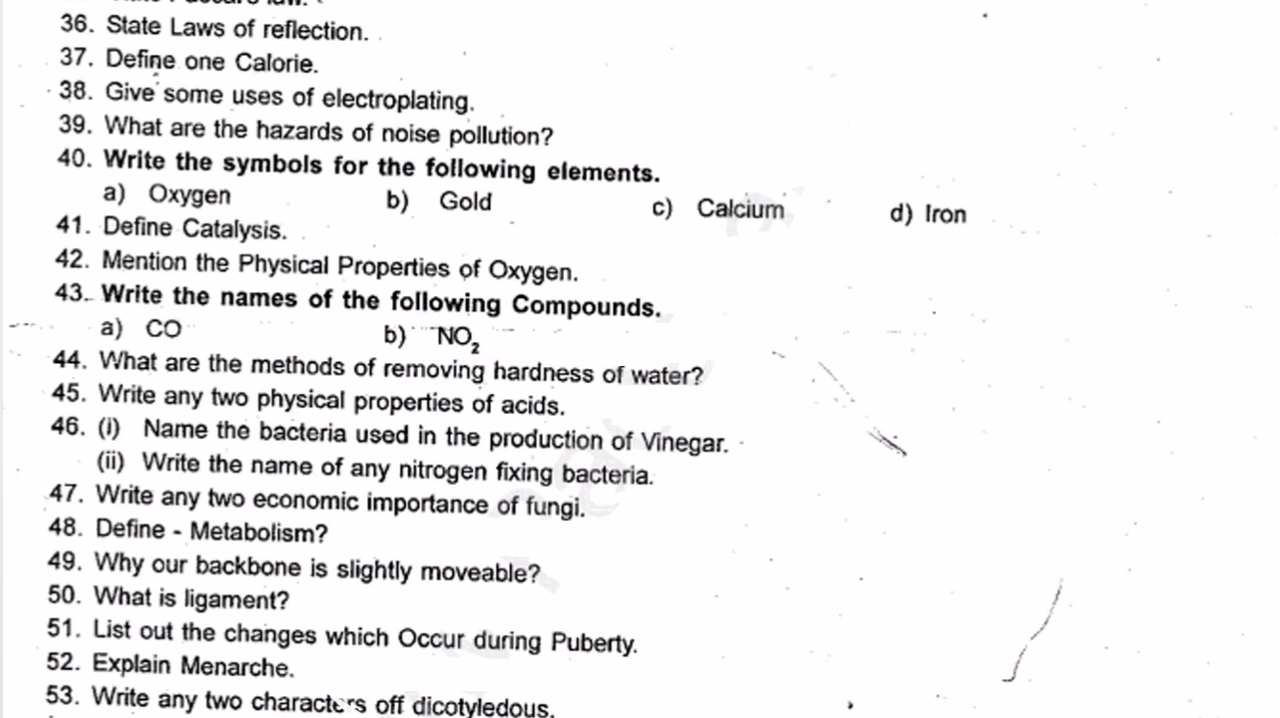 36. State Laws of reflection.
37. Define one Calorie.
38. Give some uses of electroplating.
39. What are the hazards of noise pollution?
40. Write the symbols for the following elements.
a) Oxygen b) Gold c) Calcium d) Iron
41. Define Catalysis.
42. Mention the Physical Properties of Oxygen.
43. Write the names of the following Compounds.
a) CO b) NO₂
44. What are the methods of removing hardness of water?
45. Write any two physical properties of acids.
46. (i) Name the bacteria used in the production of Vinegar.
(ii) Write the name of any nitrogen fixing bacteria.
47. Write any two economic importance of fungi.
48. Define - Metabolism?
49. Why our backbone is slightly moveable?
50. What is ligament?
51. List out the changes which Occur during Puberty.
52. Explain Menarche.
53. Write any two characters off dicotyledous.